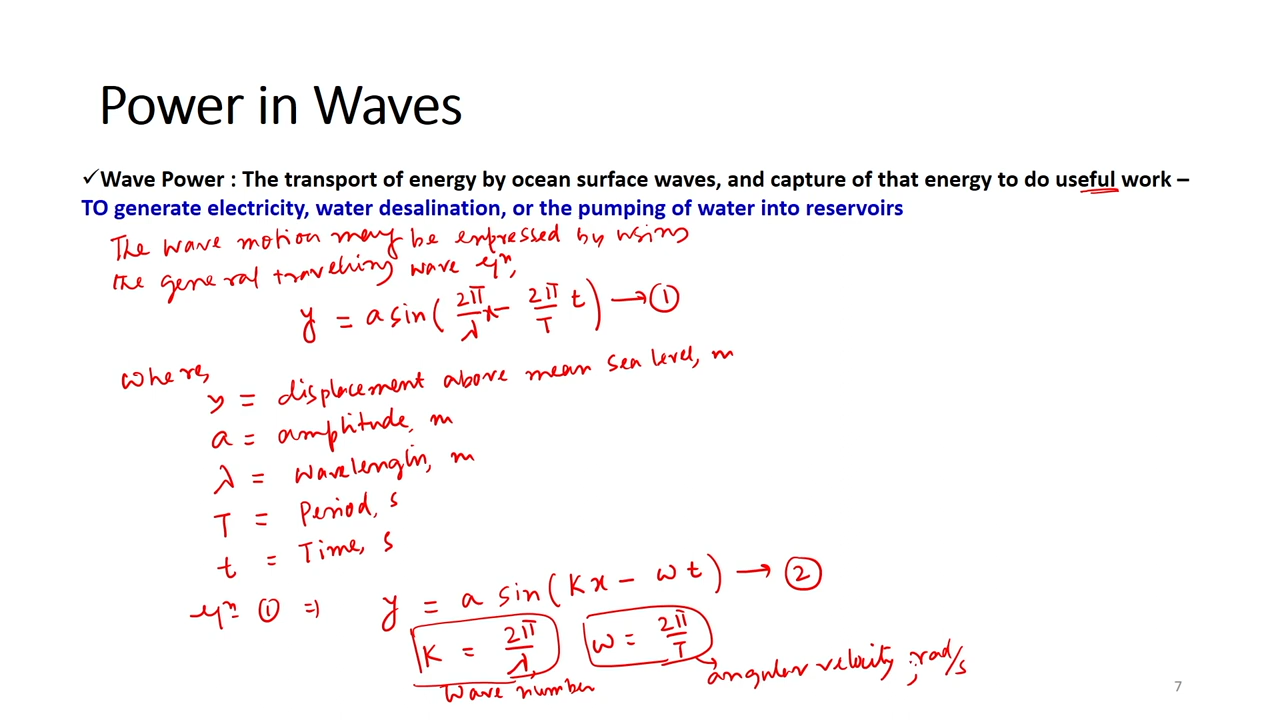 Power in Waves
✓Wave Power : The transport of energy by ocean surface waves, and capture of that energy to do useful work –
TO generate electricity, water desalination, or the pumping of water into reservoirs
The wave motion may be expressed by using
the general travelling wave eqⁿ,
y = a sin( 2π/λ x − 2π/T t ) → ①
where,
y = displacement above mean sea level, m
a = amplitude, m
λ = wavelength, m
T = Period, s
t = Time, s
eqⁿ ① ⇒ y = a sin(Kx − ωt) → ②
K = 2π/λ ω = 2π/T → angular velocity, rad/s
Wave number
7